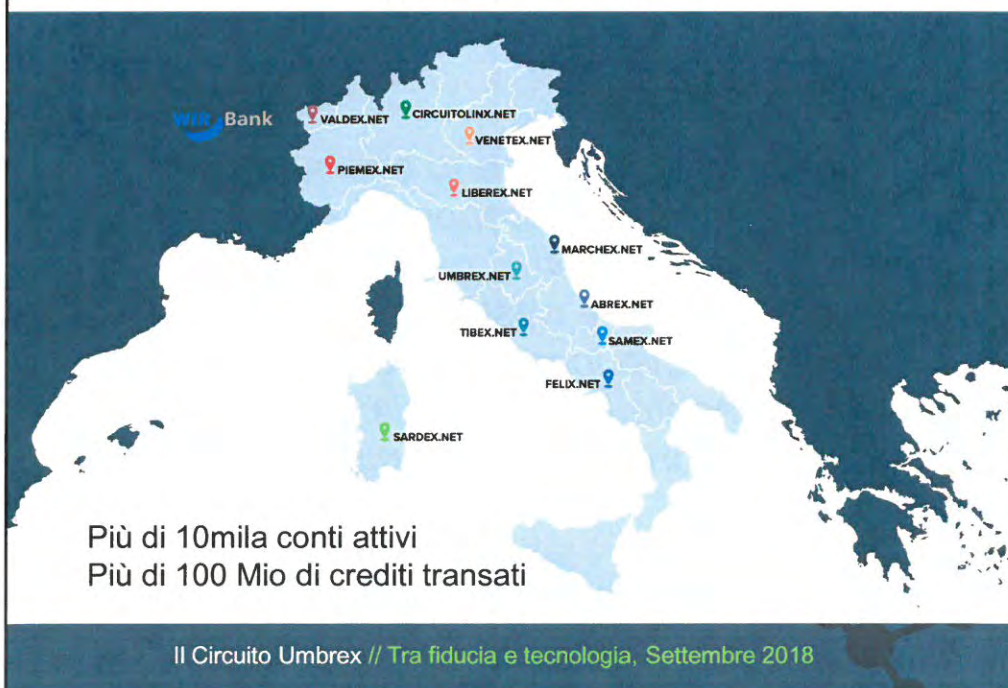 WIR Bank
VALDEX.NET
CIRCUITOLINX.NET
VENETEX.NET
PIEMEX.NET
LIBEREX.NET
MARCHEX.NET
UMBREX.NET
ABREX.NET
TIBEX.NET
SAMEX.NET
FELIX.NET
SARDEX.NET
Più di 10mila conti attivi
Più di 100 Mio di crediti transati
Il Circuito Umbrex // Tra fiducia e tecnologia, Settembre 2018